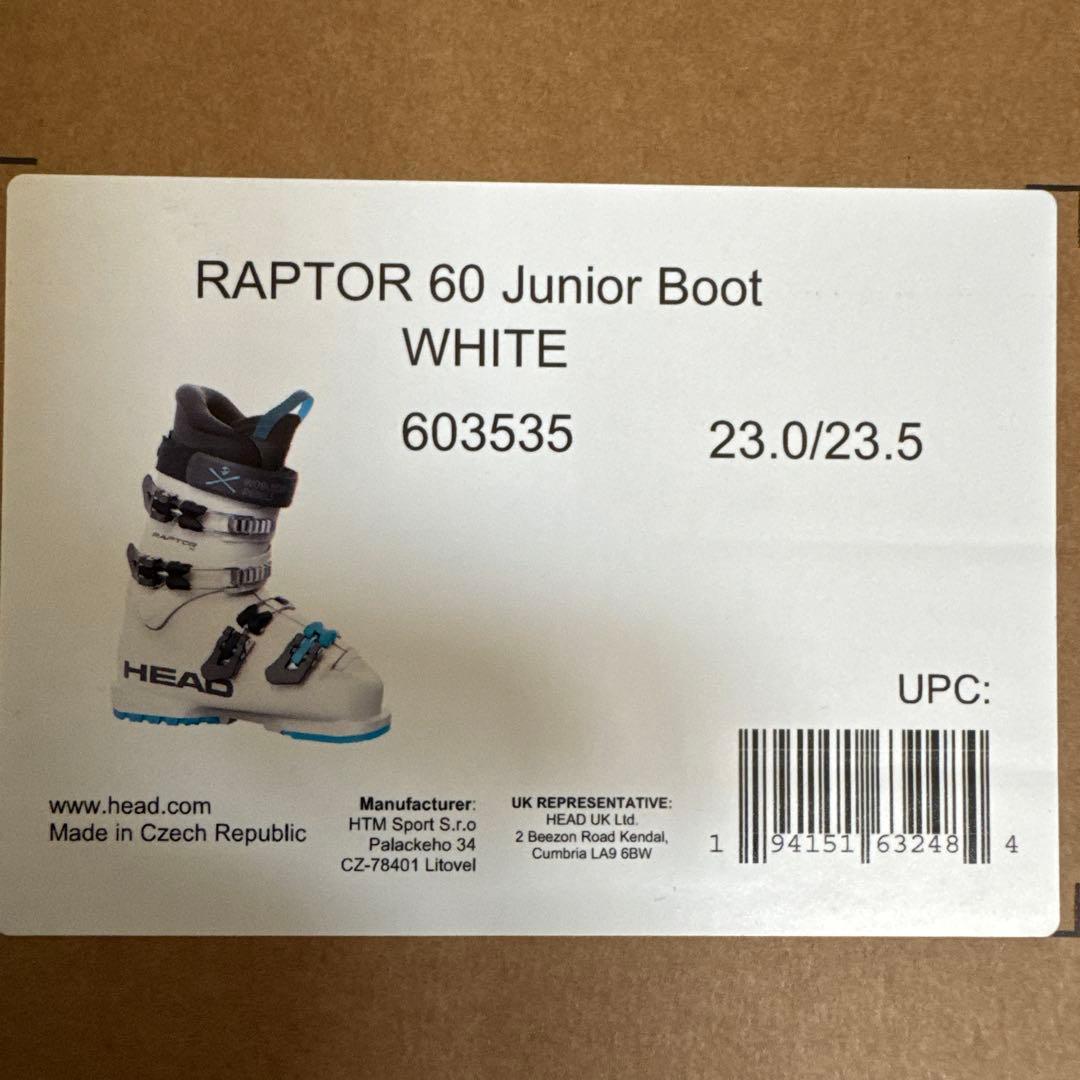 RAPTOR 60 Junior Boot
WHITE
603535 23.0/23.5
RAPTOR
HEAD
UPC:
www.head.com
Made in Czech Republic
Manufacturer:
HTM Sport S.r.o
Palackeho 34
CZ-78401 Litovel
UK REPRESENTATIVE:
HEAD UK Ltd.
2 Beezon Road Kendal,
Cumbria LA9 6BW
1 94151 63248 4